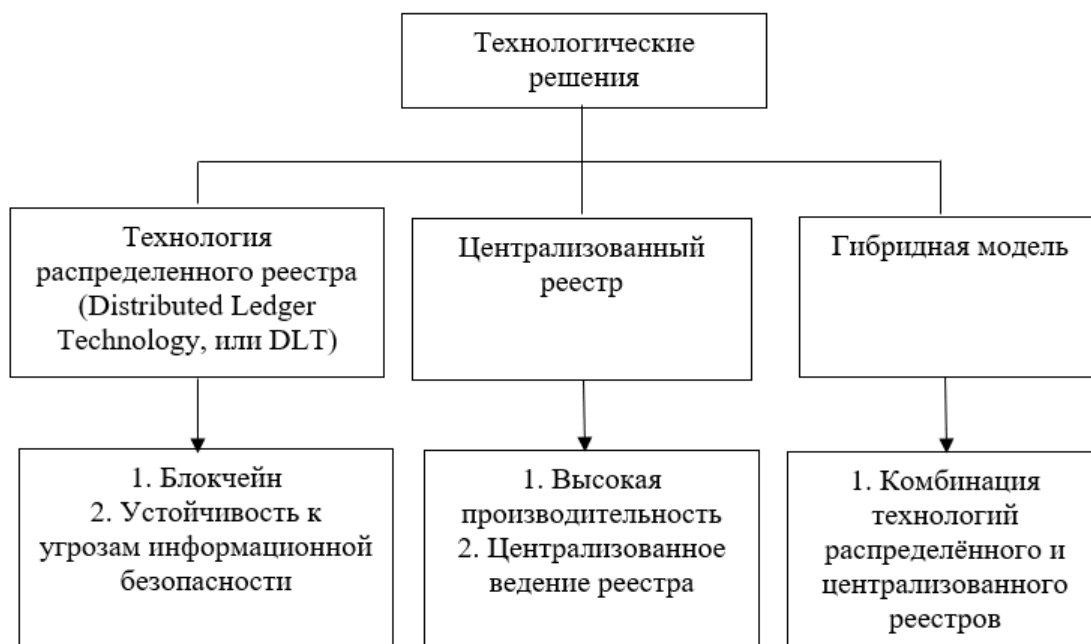 Технологические
решения
Технология
распределенного реестра
(Distributed Ledger
Technology, или DLT)
Централизованный
реестр
Гибридная модель
1. Блокчейн
2. Устойчивость к
угрозам информационной
безопасности
1. Высокая
производительность
2. Централизованное
ведение реестра
1. Комбинация
технологий
распределённого и
централизованного
реестров